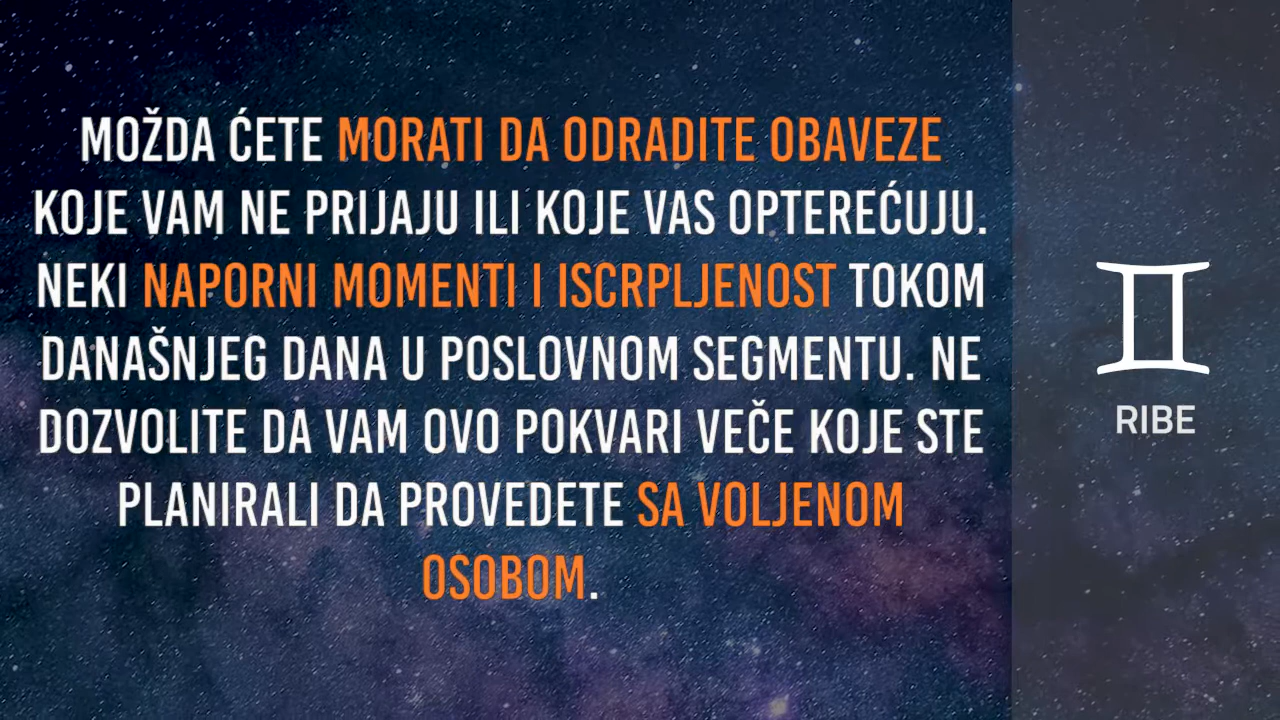 MOŽDA ĆETE MORATI DA ODRADITE OBAVEZE
KOJE VAM NE PRIJAJU ILI KOJE VAS OPTEREĆUJU.
NEKI NAPORNI MOMENTI I ISCRPLJENOST TOKOM
DANAŠNJEG DANA U POSLOVNOM SEGMENTU. NE
DOZVOLITE DA VAM OVO POKVARI VEČE KOJE STE
PLANIRALI DA PROVEDETE SA VOLJENOM
OSOBOM.
RIBE